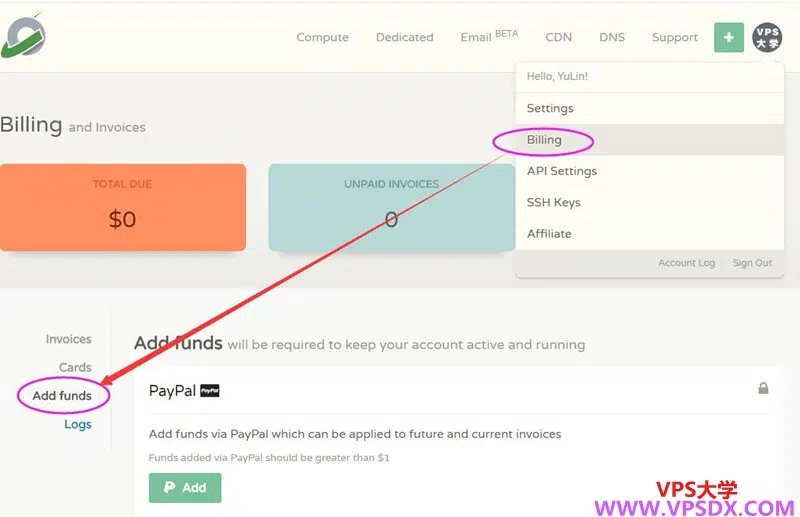 Compute Dedicated Email BETA CDN DNS Support + VPS大学
Hello, YuLin!
Settings
Billing
API Settings
SSH Keys
Affiliate
Account Log Sign Out
Billing and Invoices
TOTAL DUE
$0
UNPAID INVOICES
0
Invoices
Cards
Add funds
Logs
Add funds will be required to keep your account active and running
PayPal PayPal
Add funds via PayPal which can be applied to future and current invoices
Funds added via PayPal should be greater than $1
Add
VPS大学
WWW.VPSDX.COM